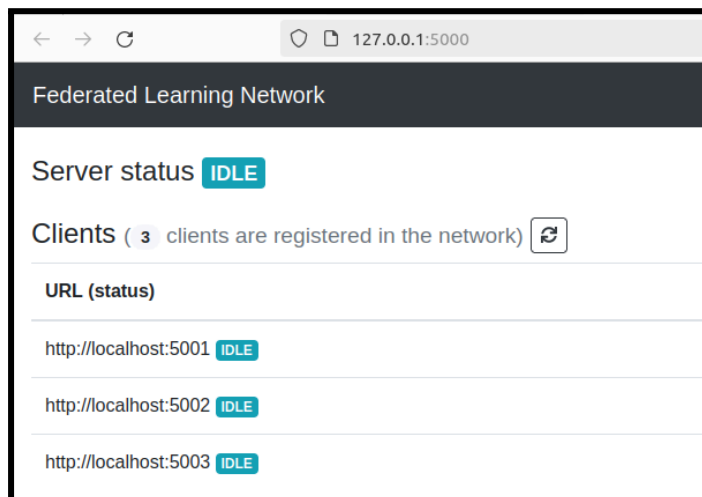 127.0.0.1:5000
Federated Learning Network
Server status IDLE
Clients ( 3 clients are registered in the network)
URL (status)
http://localhost:5001 IDLE
http://localhost:5002 IDLE
http://localhost:5003 IDLE